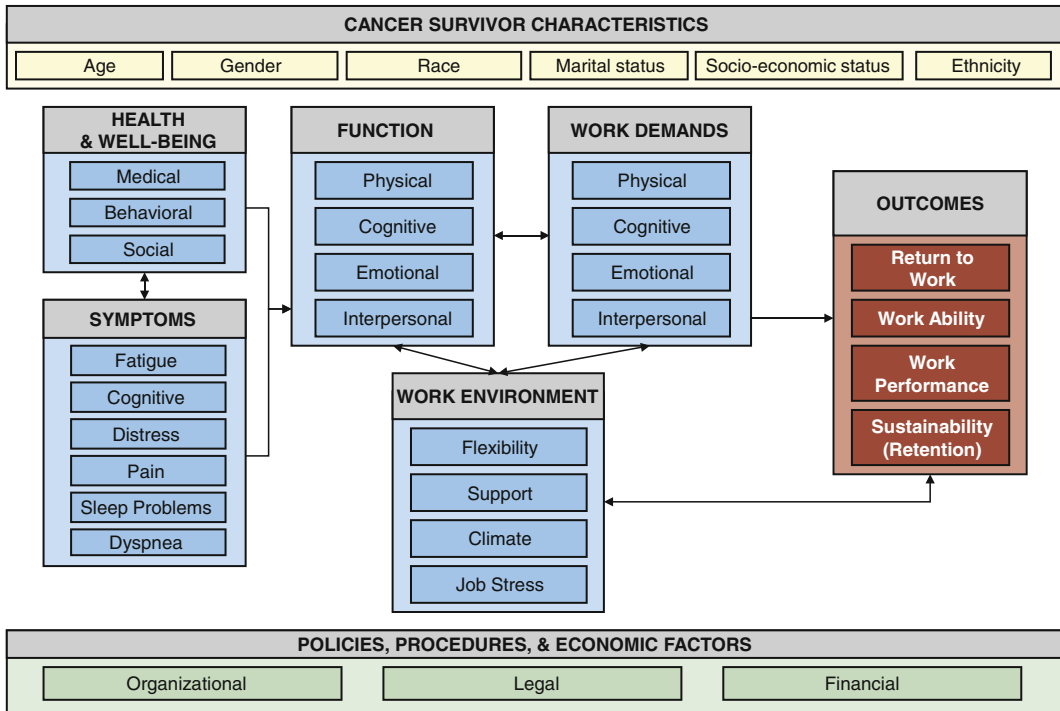 CANCER SURVIVOR CHARACTERISTICS
Age
Gender
Race
Marital status
Socio-economic status
Ethnicity
HEALTH
& WELL-BEING
Medical
Behavioral
Social
SYMPTOMS
Fatigue
Cognitive
Distress
Pain
Sleep Problems
Dyspnea
FUNCTION
Physical
Cognitive
Emotional
Interpersonal
WORK DEMANDS
Physical
Cognitive
Emotional
Interpersonal
WORK ENVIRONMENT
Flexibility
Support
Climate
Job Stress
OUTCOMES
Return to
Work
Work Ability
Work
Performance
Sustainability
(Retention)
POLICIES, PROCEDURES, & ECONOMIC FACTORS
Organizational
Legal
Financial